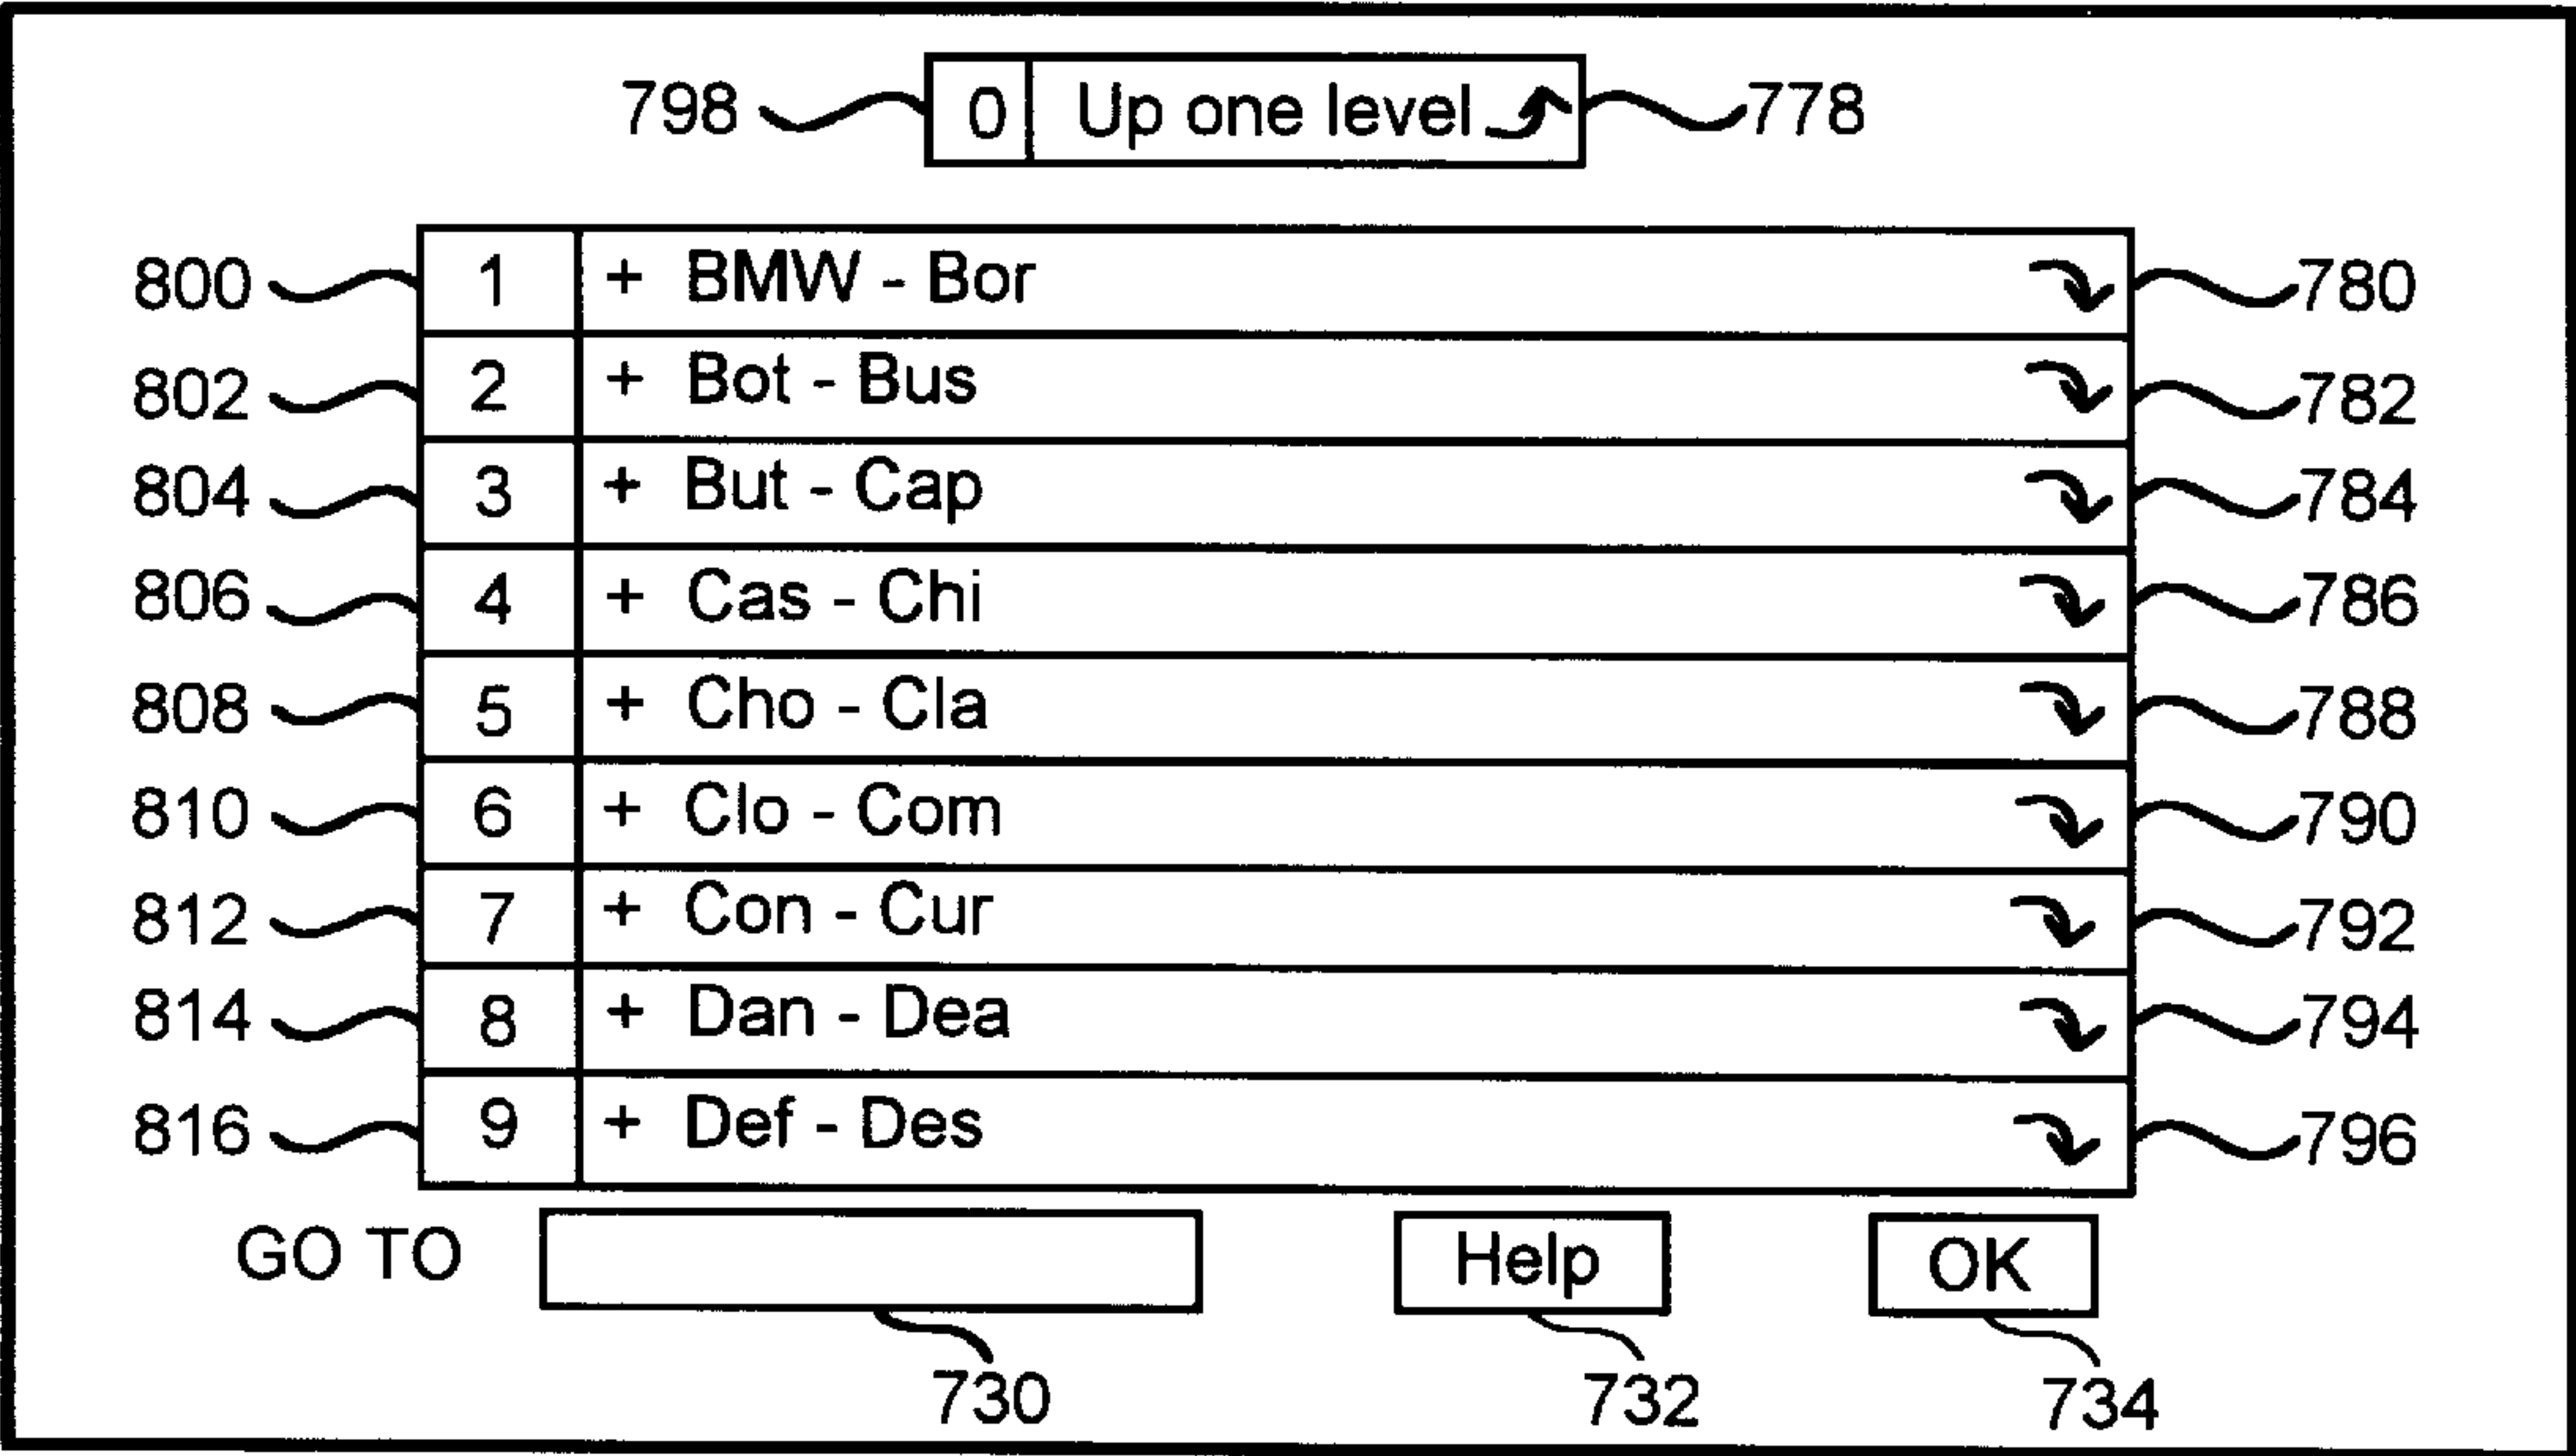 798 0 Up one level 778
800 1 + BMW - Bor 780
802 2 + Bot - Bus 782
804 3 + But - Cap 784
806 4 + Cas - Chi 786
808 5 + Cho - Cla 788
810 6 + Clo - Com 790
812 7 + Con - Cur 792
814 8 + Dan - Dea 794
816 9 + Def - Des 796
GO TO Help OK
730 732 734